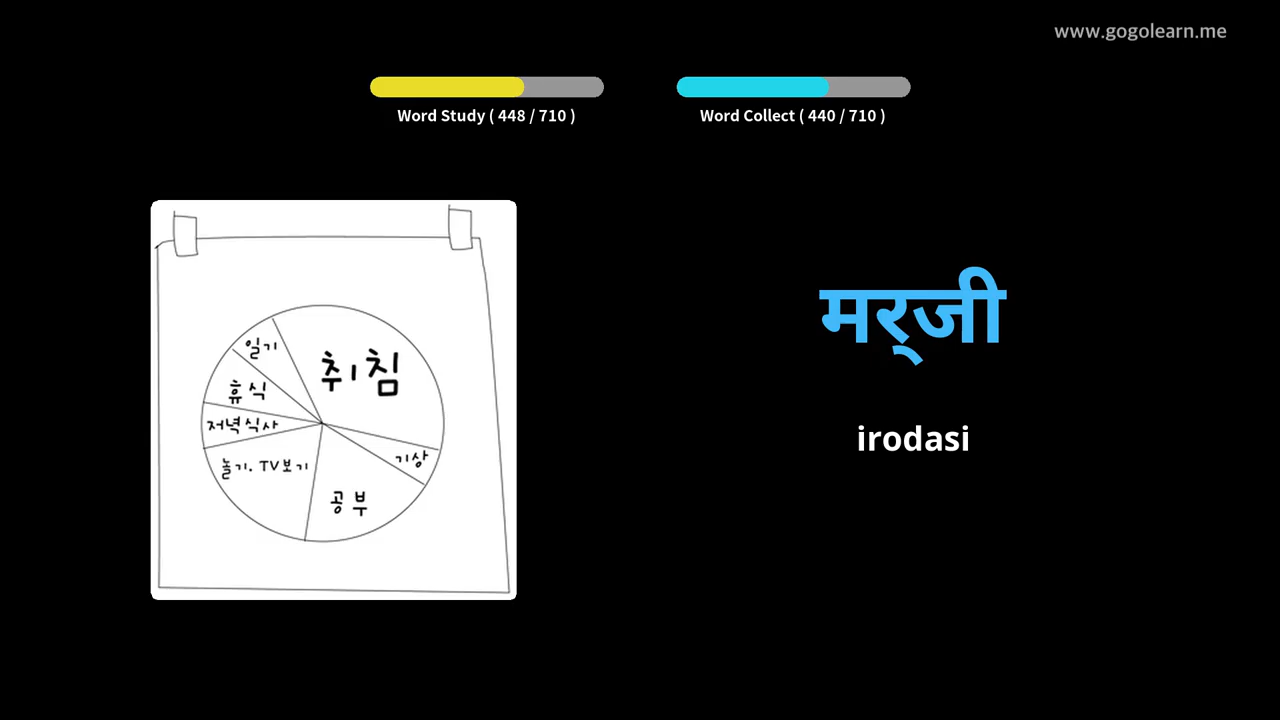 www.gogolearn.me
Word Study ( 448 / 710 )
Word Collect ( 440 / 710 )
일기
취침
휴식
저녁식사
놀기. TV보기
기상
공부
मर्‌जी
irodasi